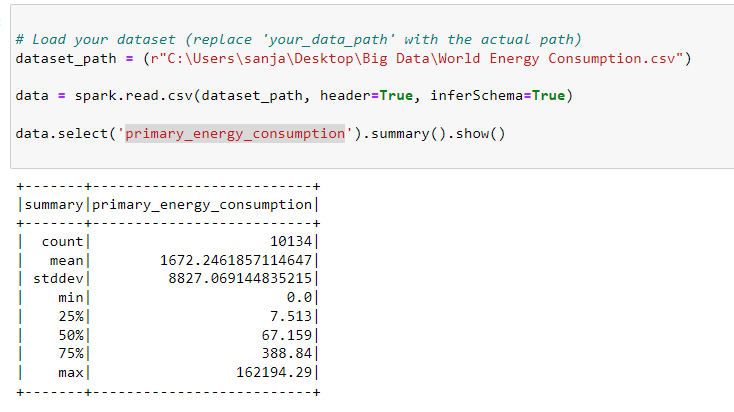 # Load your dataset (replace 'your_data_path' with the actual path)
dataset_path = (r"C:\Users\sanja\Desktop\Big Data\World Energy Consumption.csv")
data = spark.read.csv(dataset_path, header=True, inferSchema=True)
data.select('primary_energy_consumption').summary().show()
+-------+--------------------------+
|summary|primary_energy_consumption|
+-------+--------------------------+
|  count|                     10134|
|   mean|        1672.2461857114647|
| stddev|         8827.069144835215|
|    min|                       0.0|
|    25%|                     7.513|
|    50%|                    67.159|
|    75%|                    388.84|
|    max|                 162194.29|
+-------+--------------------------+